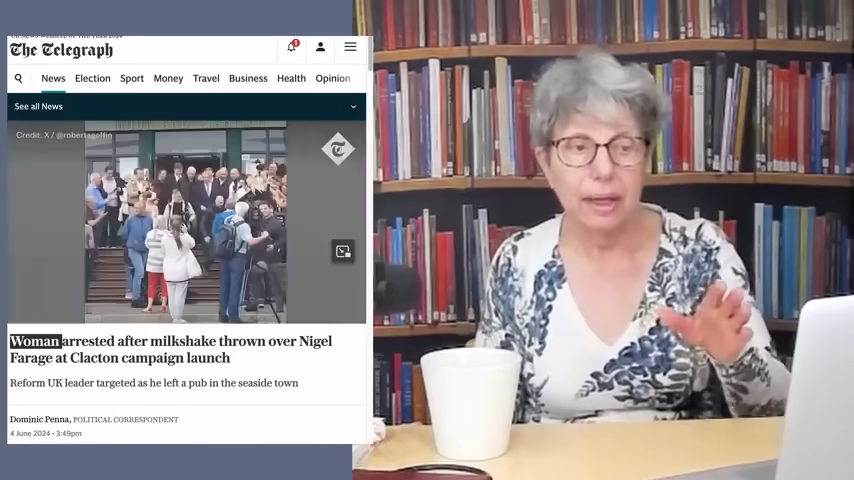 The Telegraph
1
News Election Sport Money Travel Business Health Opinion
See all News
Credit: X / @robertagoffin
Woman arrested after milkshake thrown over Nigel
Farage at Clacton campaign launch
Reform UK leader targeted as he left a pub in the seaside town
Dominic Penna, POLITICAL CORRESPONDENT
4 June 2024 • 3:49pm